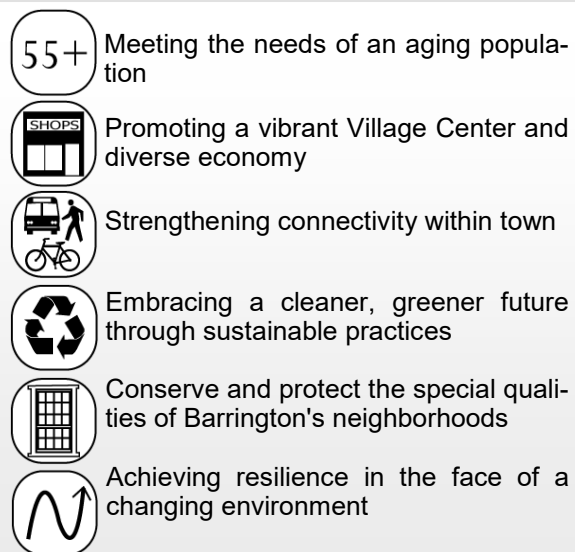 55+
Meeting the needs of an aging popula-
tion
SHOPS
Promoting a vibrant Village Center and
diverse economy
Strengthening connectivity within town
Embracing a cleaner, greener future
through sustainable practices
Conserve and protect the special quali-
ties of Barrington's neighborhoods
Achieving resilience in the face of a
changing environment